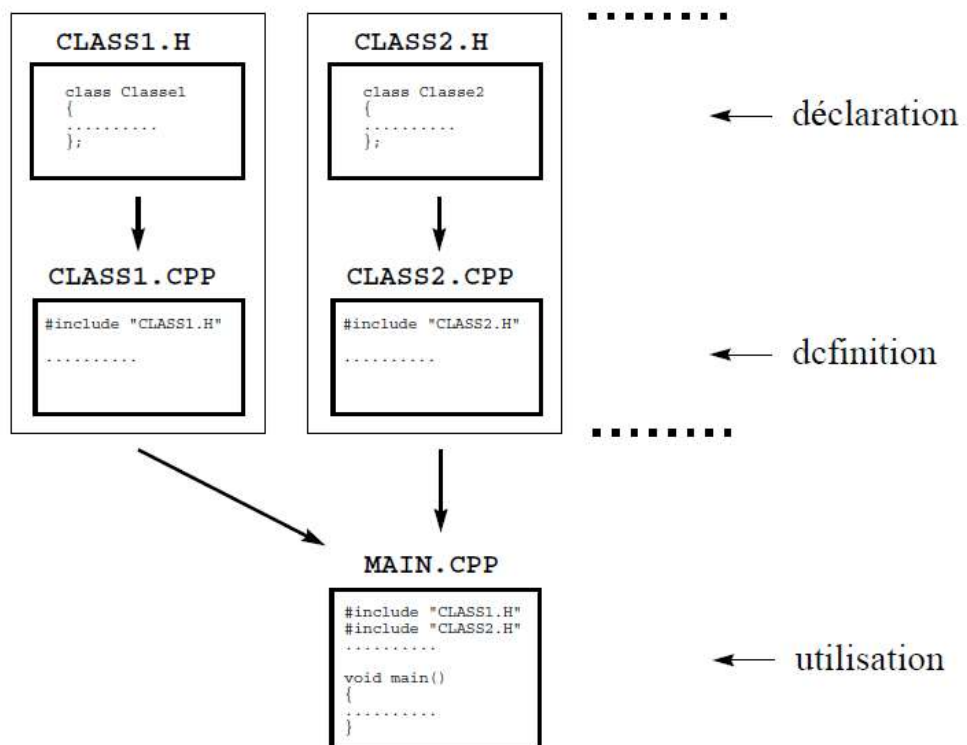 CLASS1.H
class Classe1
{
..........
};
CLASS1.CPP
#include "CLASS1.H"
..........
CLASS2.H
class Classe2
{
..........
};
CLASS2.CPP
#include "CLASS2.H"
..........
déclaration
dcfinition
MAIN.CPP
#include "CLASS1.H"
#include "CLASS2.H"
..........
void main()
{
..........
}
utilisation